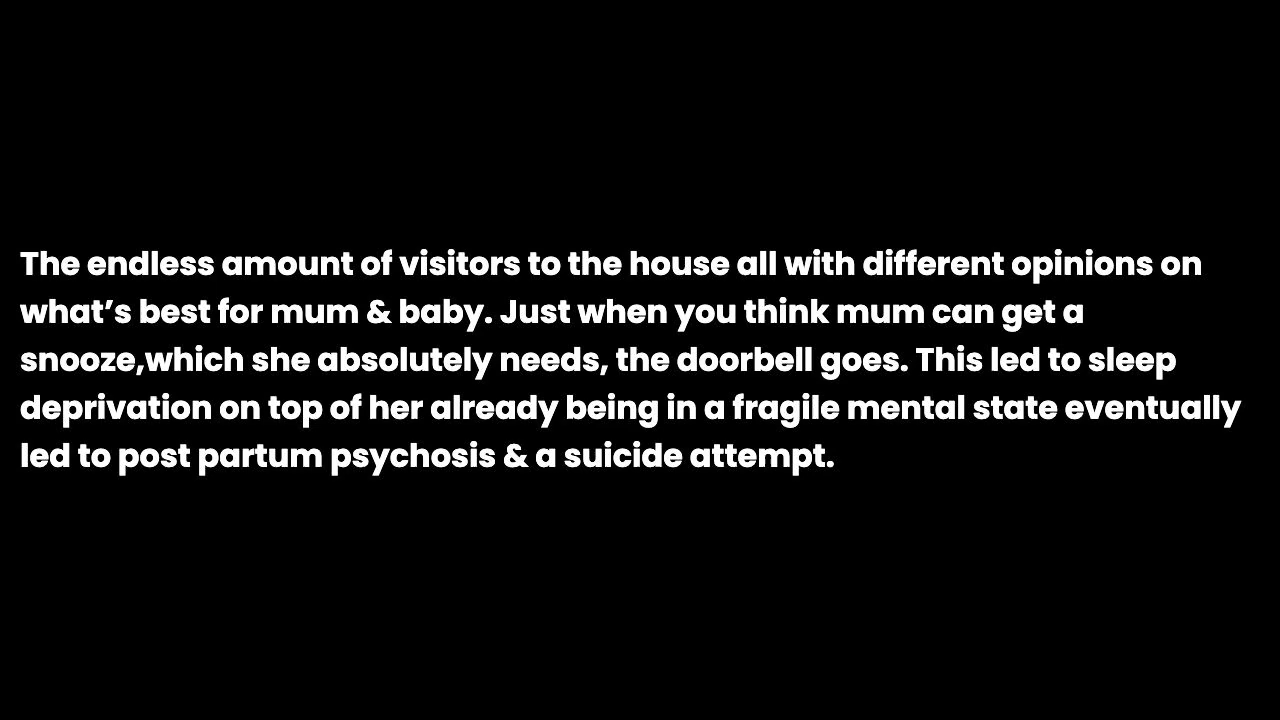 The endless amount of visitors to the house all with different opinions on
what’s best for mum & baby. Just when you think mum can get a
snooze,which she absolutely needs, the doorbell goes. This led to sleep
deprivation on top of her already being in a fragile mental state eventually
led to post partum psychosis & a suicide attempt.